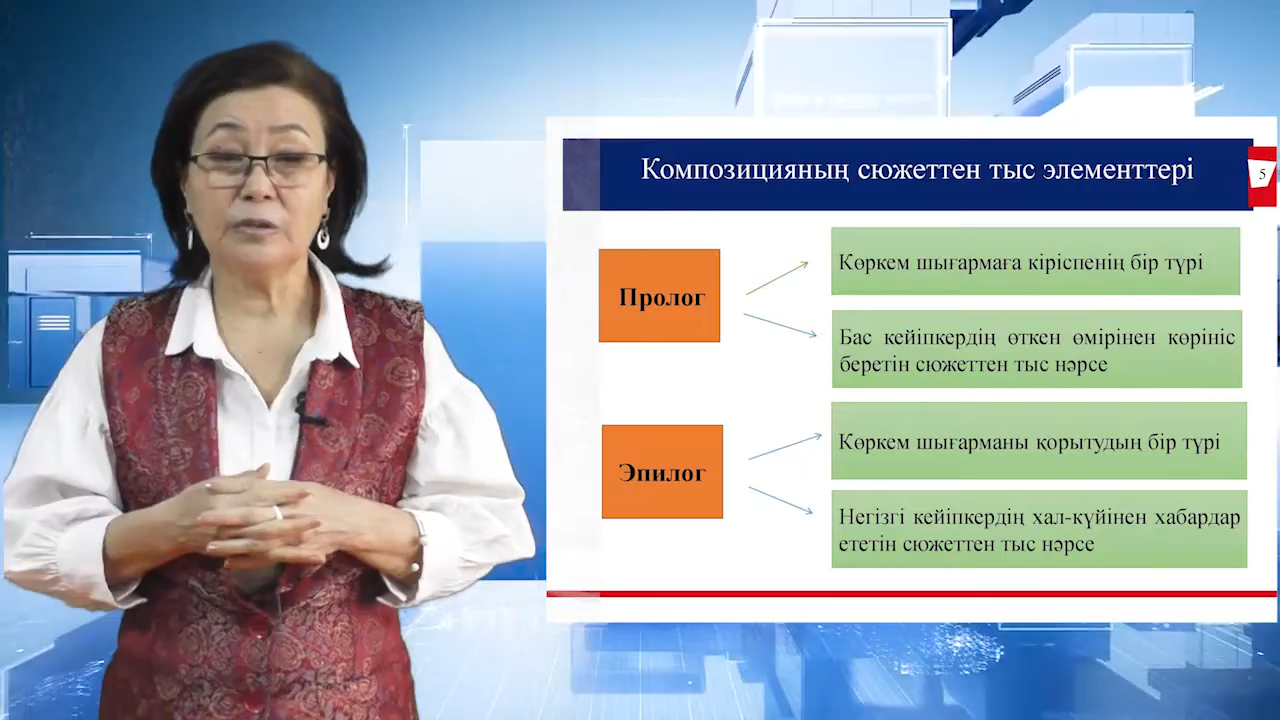 Композицияның сюжеттен тыс элементтері
5
Пролог
Көркем шығармаға кіріспенің бір түрі
Бас кейіпкердің өткен өмірінен көрініс
беретін сюжеттен тыс нәрсе
Эпилог
Көркем шығарманы қорытудың бір түрі
Негізгі кейіпкердің хал-күйінен хабардар
ететін сюжеттен тыс нәрсе